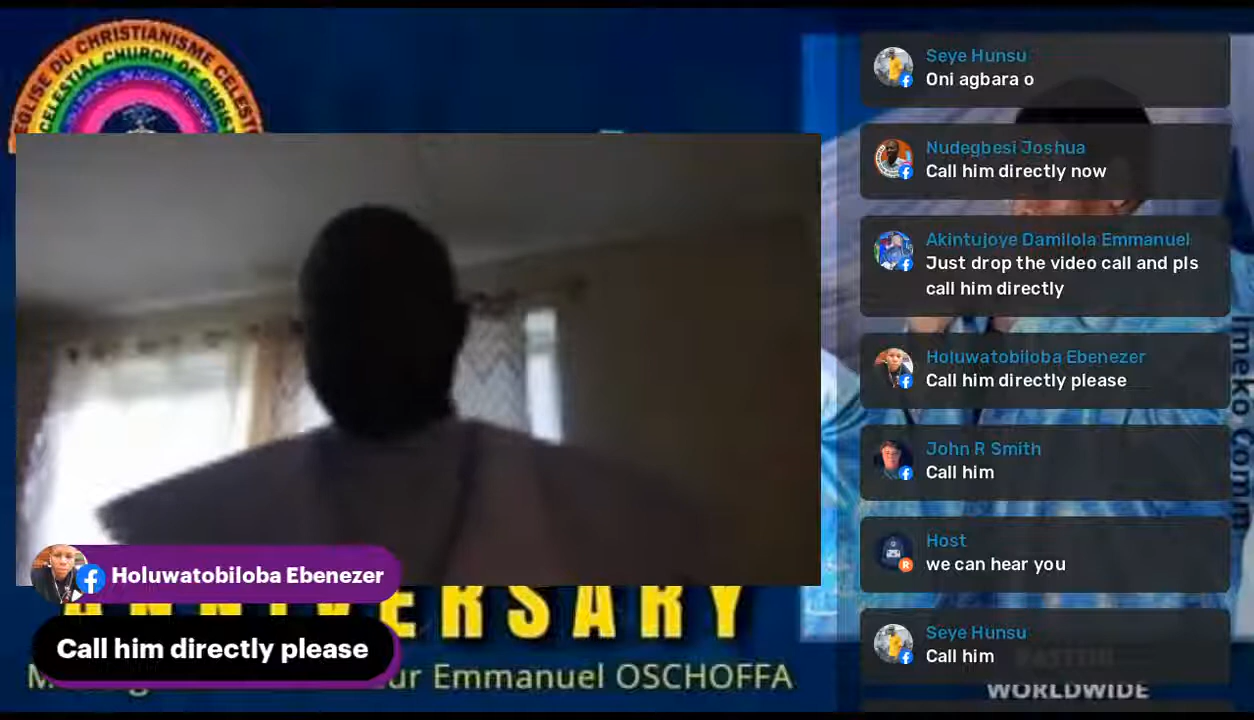 EGLISE DU CHRISTIANISME CELESTE
CELESTIAL CHURCH OF CHRIST
Holuwatobiloba Ebenezer
Call him directly please
ANNIVERSARY
Emmanuel OSCHOFFA
Seye Hunsu
Oni agbara o
Nudegbesi Joshua
Call him directly now
Akintujoye Damilola Emmanuel
Just drop the video call and pls
call him directly
Holuwatobiloba Ebenezer
Call him directly please
John R Smith
Call him
Host
we can hear you
Seye Hunsu
Call him
PASTOR
WORLDWIDE
Imeko comm